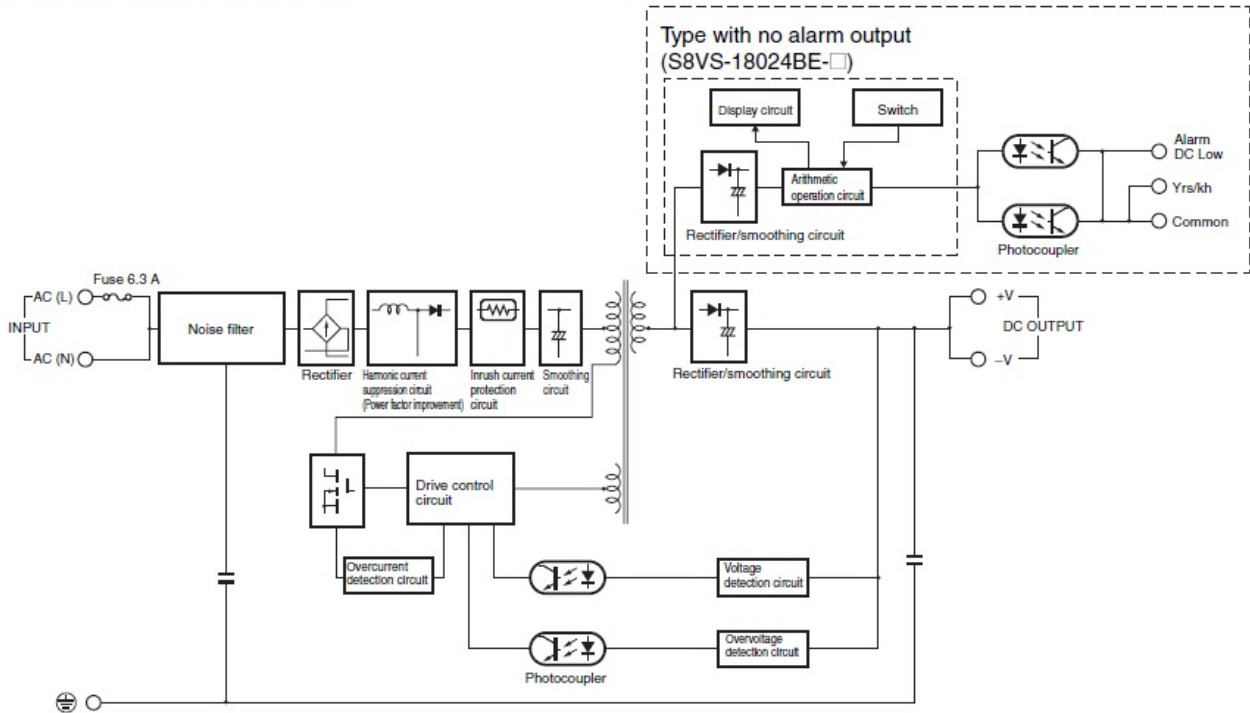 Type with no alarm output
(S8VS-18024BE-□)
Display circuit
Switch
Arithmetic
operation circuit
Rectifier/smoothing circuit
Alarm
DC Low
Yrs/kh
Common
Photocoupler
Fuse 6.3 A
AC (L)
INPUT
AC (N)
Noise filter
Rectifier
Harmonic current
suppression circuit
(Power factor improvement)
Inrush current
protection
circuit
Smoothing
circuit
Rectifier/smoothing circuit
+V
DC OUTPUT
–V
Drive control
circuit
Overcurrent
detection circuit
Voltage
detection circuit
Overvoltage
detection circuit
Photocoupler